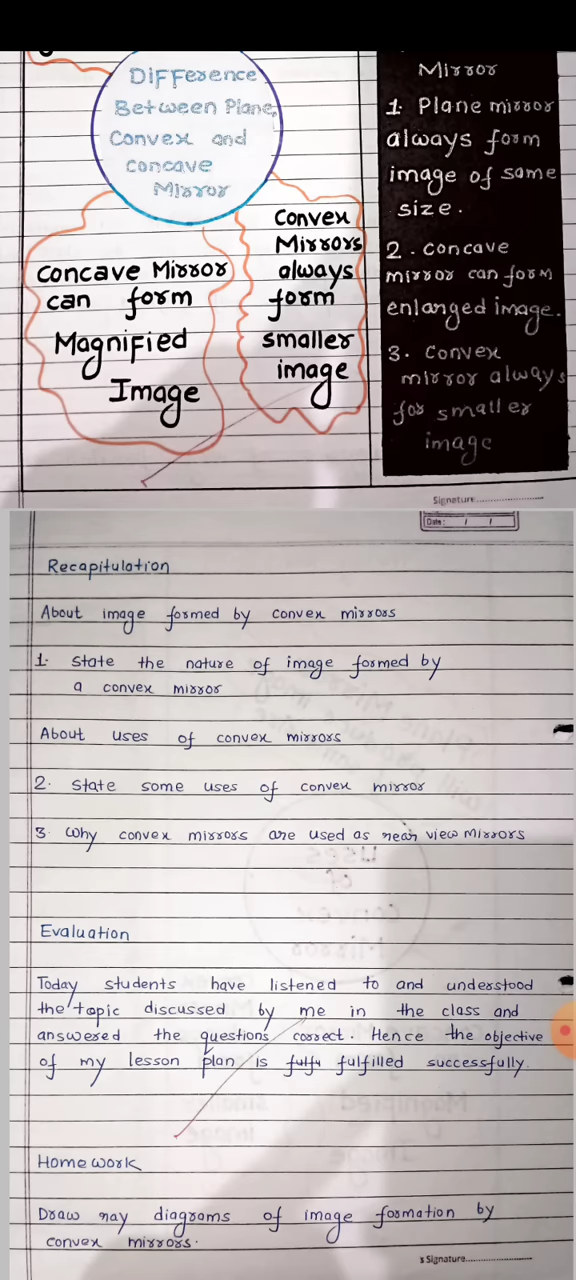 Difference
Between Plane,
Convex and
Concave
Mirror
Concave Mirror
can form
Magnified
Image
Convex
Mirrors
always
form
smaller
image
Mirror
1. Plane mirror
always form
image of same
size.
2. Concave
mirror can form
enlarged image.
3. Convex
mirror always
for smaller
image
Signature
Date: / /
Recapitulation
About image formed by convex mirrors
1. State the nature of image formed by
a convex mirror
About uses of convex mirrors
2. State some uses of convex mirror
3. Why convex mirrors are used as rear view Mirrors
Evaluation
Today students have listened to and understood
the topic discussed by me in the class and
answered the questions correct. Hence the objective
of my lesson plan is fulfu fulfilled successfully.
Home work
Draw ray diagrams of image formation by
convex mirrors.
s Signature